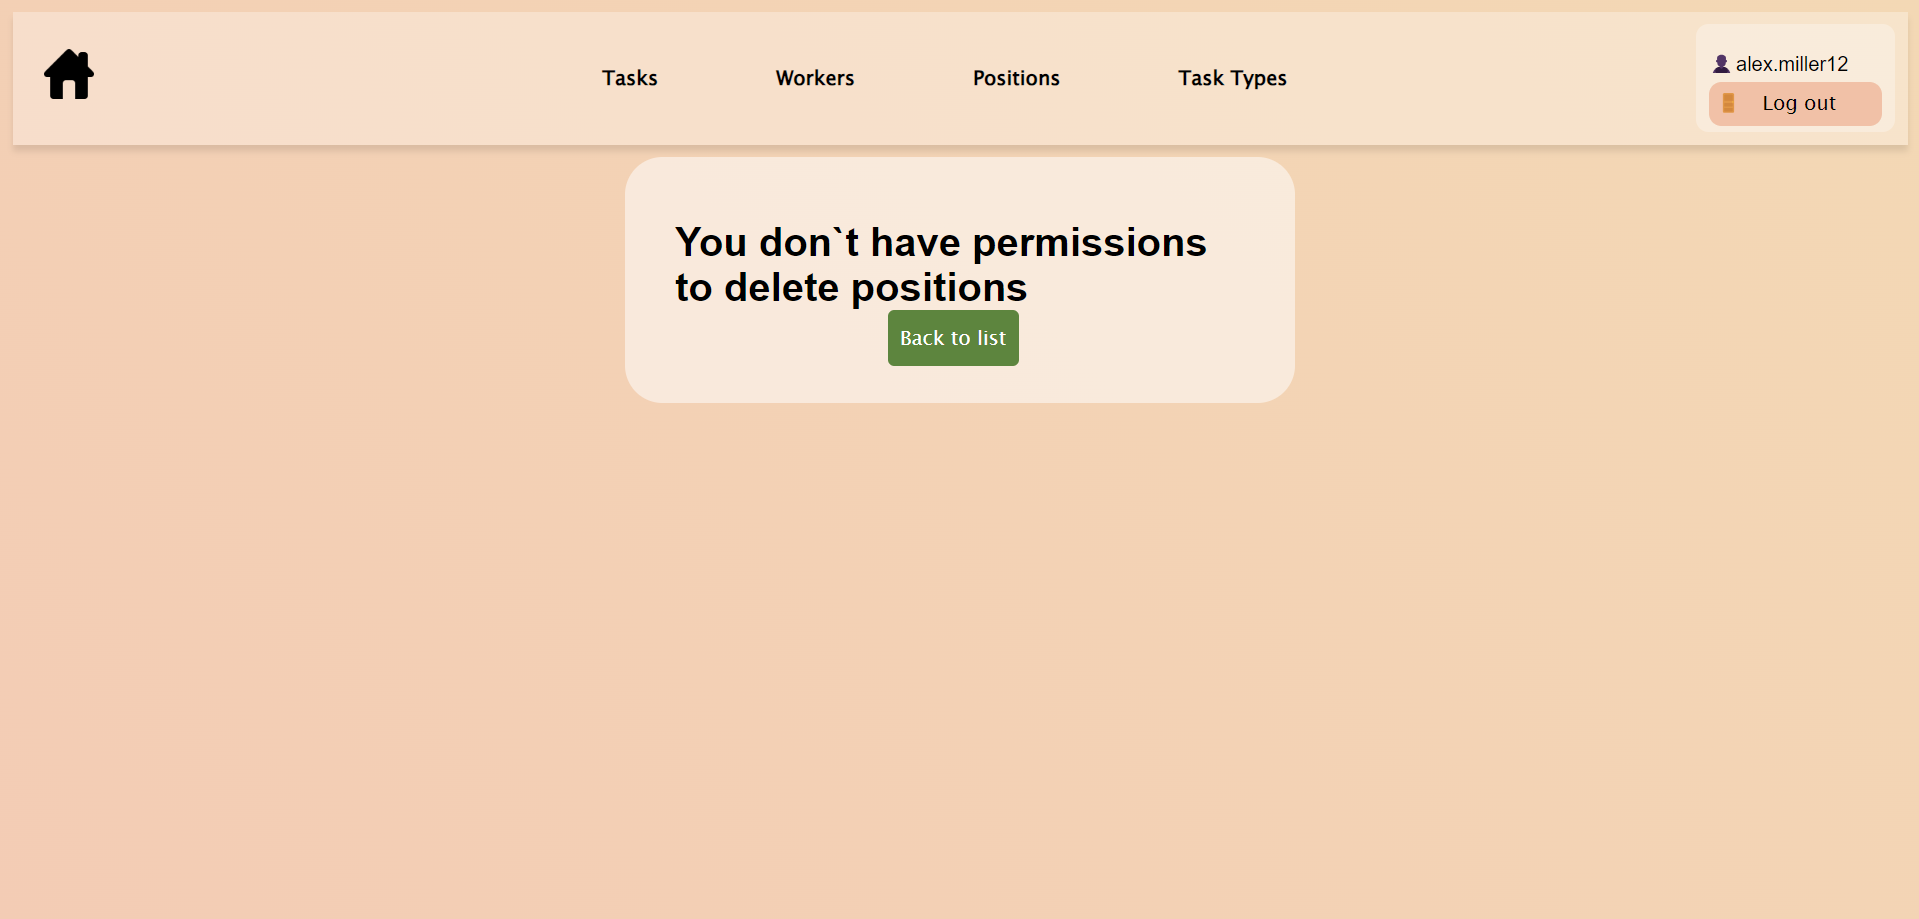 Tasks
Workers
Positions
Task Types
alex.miller12
Log out
You don`t have permissions
to delete positions
Back to list